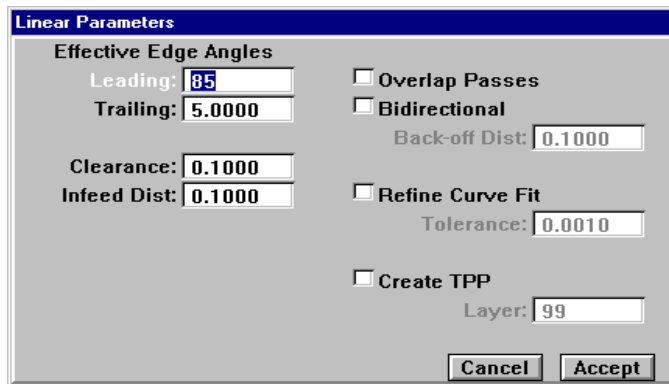 Linear Parameters
Effective Edge Angles
Leading: 85
Trailing: 5.0000
Clearance: 0.1000
Infeed Dist: 0.1000
Overlap Passes
Bidirectional
Back-off Dist: 0.1000
Refine Curve Fit
Tolerance: 0.0010
Create TPP
Layer: 99
Cancel Accept